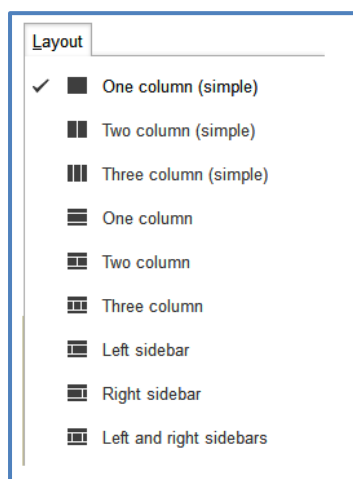 Layout
One column (simple)
Two column (simple)
Three column (simple)
One column
Two column
Three column
Left sidebar
Right sidebar
Left and right sidebars